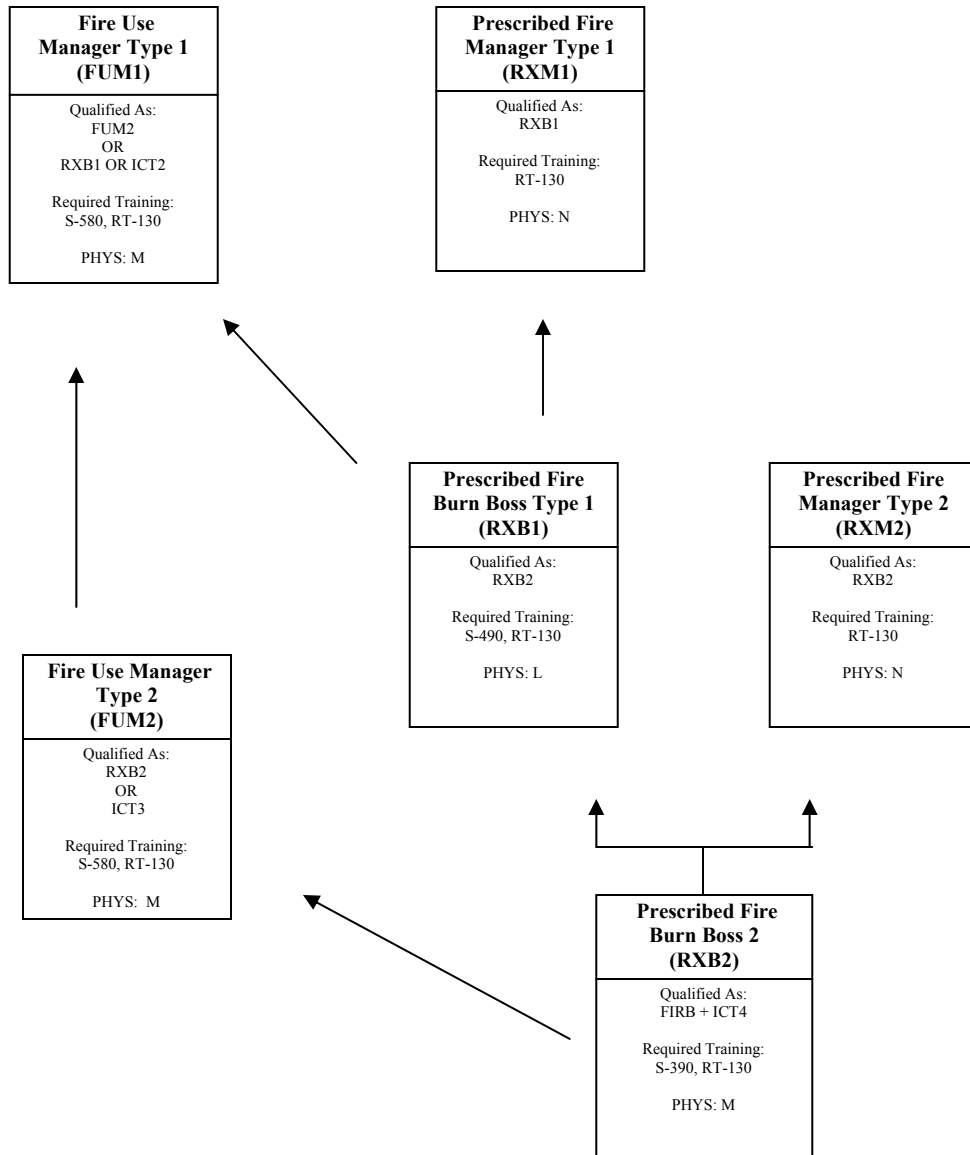 Fire Use
Manager Type 1
(FUM1)
Qualified As:
FUM2
OR
RXB1 OR ICT2
Required Training:
S-580, RT-130
PHYS: M
Prescribed Fire
Manager Type 1
(RXM1)
Qualified As:
RXB1
Required Training:
RT-130
PHYS: N
Prescribed Fire
Burn Boss Type 1
(RXB1)
Qualified As:
RXB2
Required Training:
S-490, RT-130
PHYS: L
Prescribed Fire
Manager Type 2
(RXM2)
Qualified As:
RXB2
Required Training:
RT-130
PHYS: N
Fire Use Manager
Type 2
(FUM2)
Qualified As:
RXB2
OR
ICT3
Required Training:
S-580, RT-130
PHYS: M
Prescribed Fire
Burn Boss 2
(RXB2)
Qualified As:
FIRB + ICT4
Required Training:
S-390, RT-130
PHYS: M